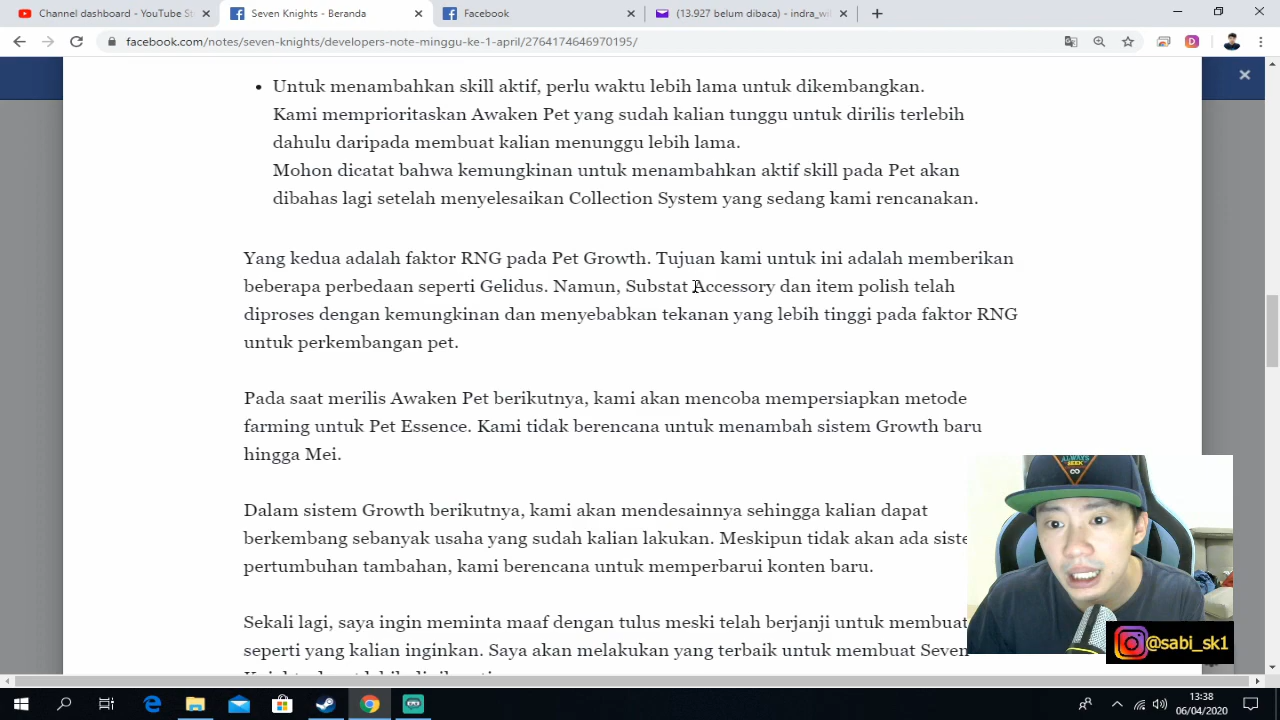 Channel dashboard - YouTube St
Seven Knights - Beranda
Facebook
(13.927 belum dibaca) - indra_wil
facebook.com/notes/seven-knights/developers-note-minggu-ke-1-april/2764174646970195/
• Untuk menambahkan skill aktif, perlu waktu lebih lama untuk dikembangkan.
Kami memprioritaskan Awaken Pet yang sudah kalian tunggu untuk dirilis terlebih
dahulu daripada membuat kalian menunggu lebih lama.
Mohon dicatat bahwa kemungkinan untuk menambahkan aktif skill pada Pet akan
dibahas lagi setelah menyelesaikan Collection System yang sedang kami rencanakan.
Yang kedua adalah faktor RNG pada Pet Growth. Tujuan kami untuk ini adalah memberikan
beberapa perbedaan seperti Gelidus. Namun, Substat Accessory dan item polish telah
diproses dengan kemungkinan dan menyebabkan tekanan yang lebih tinggi pada faktor RNG
untuk perkembangan pet.
Pada saat merilis Awaken Pet berikutnya, kami akan mencoba mempersiapkan metode
farming untuk Pet Essence. Kami tidak berencana untuk menambah sistem Growth baru
hingga Mei.
Dalam sistem Growth berikutnya, kami akan mendesainnya sehingga kalian dapat
berkembang sebanyak usaha yang sudah kalian lakukan. Meskipun tidak akan ada siste
pertumbuhan tambahan, kami berencana untuk memperbarui konten baru.
Sekali lagi, saya ingin meminta maaf dengan tulus meski telah berjanji untuk membuat
seperti yang kalian inginkan. Saya akan melakukan yang terbaik untuk membuat Seven
ALWAYS
GEEK
@sabi_sk1
13:38
06/04/2020